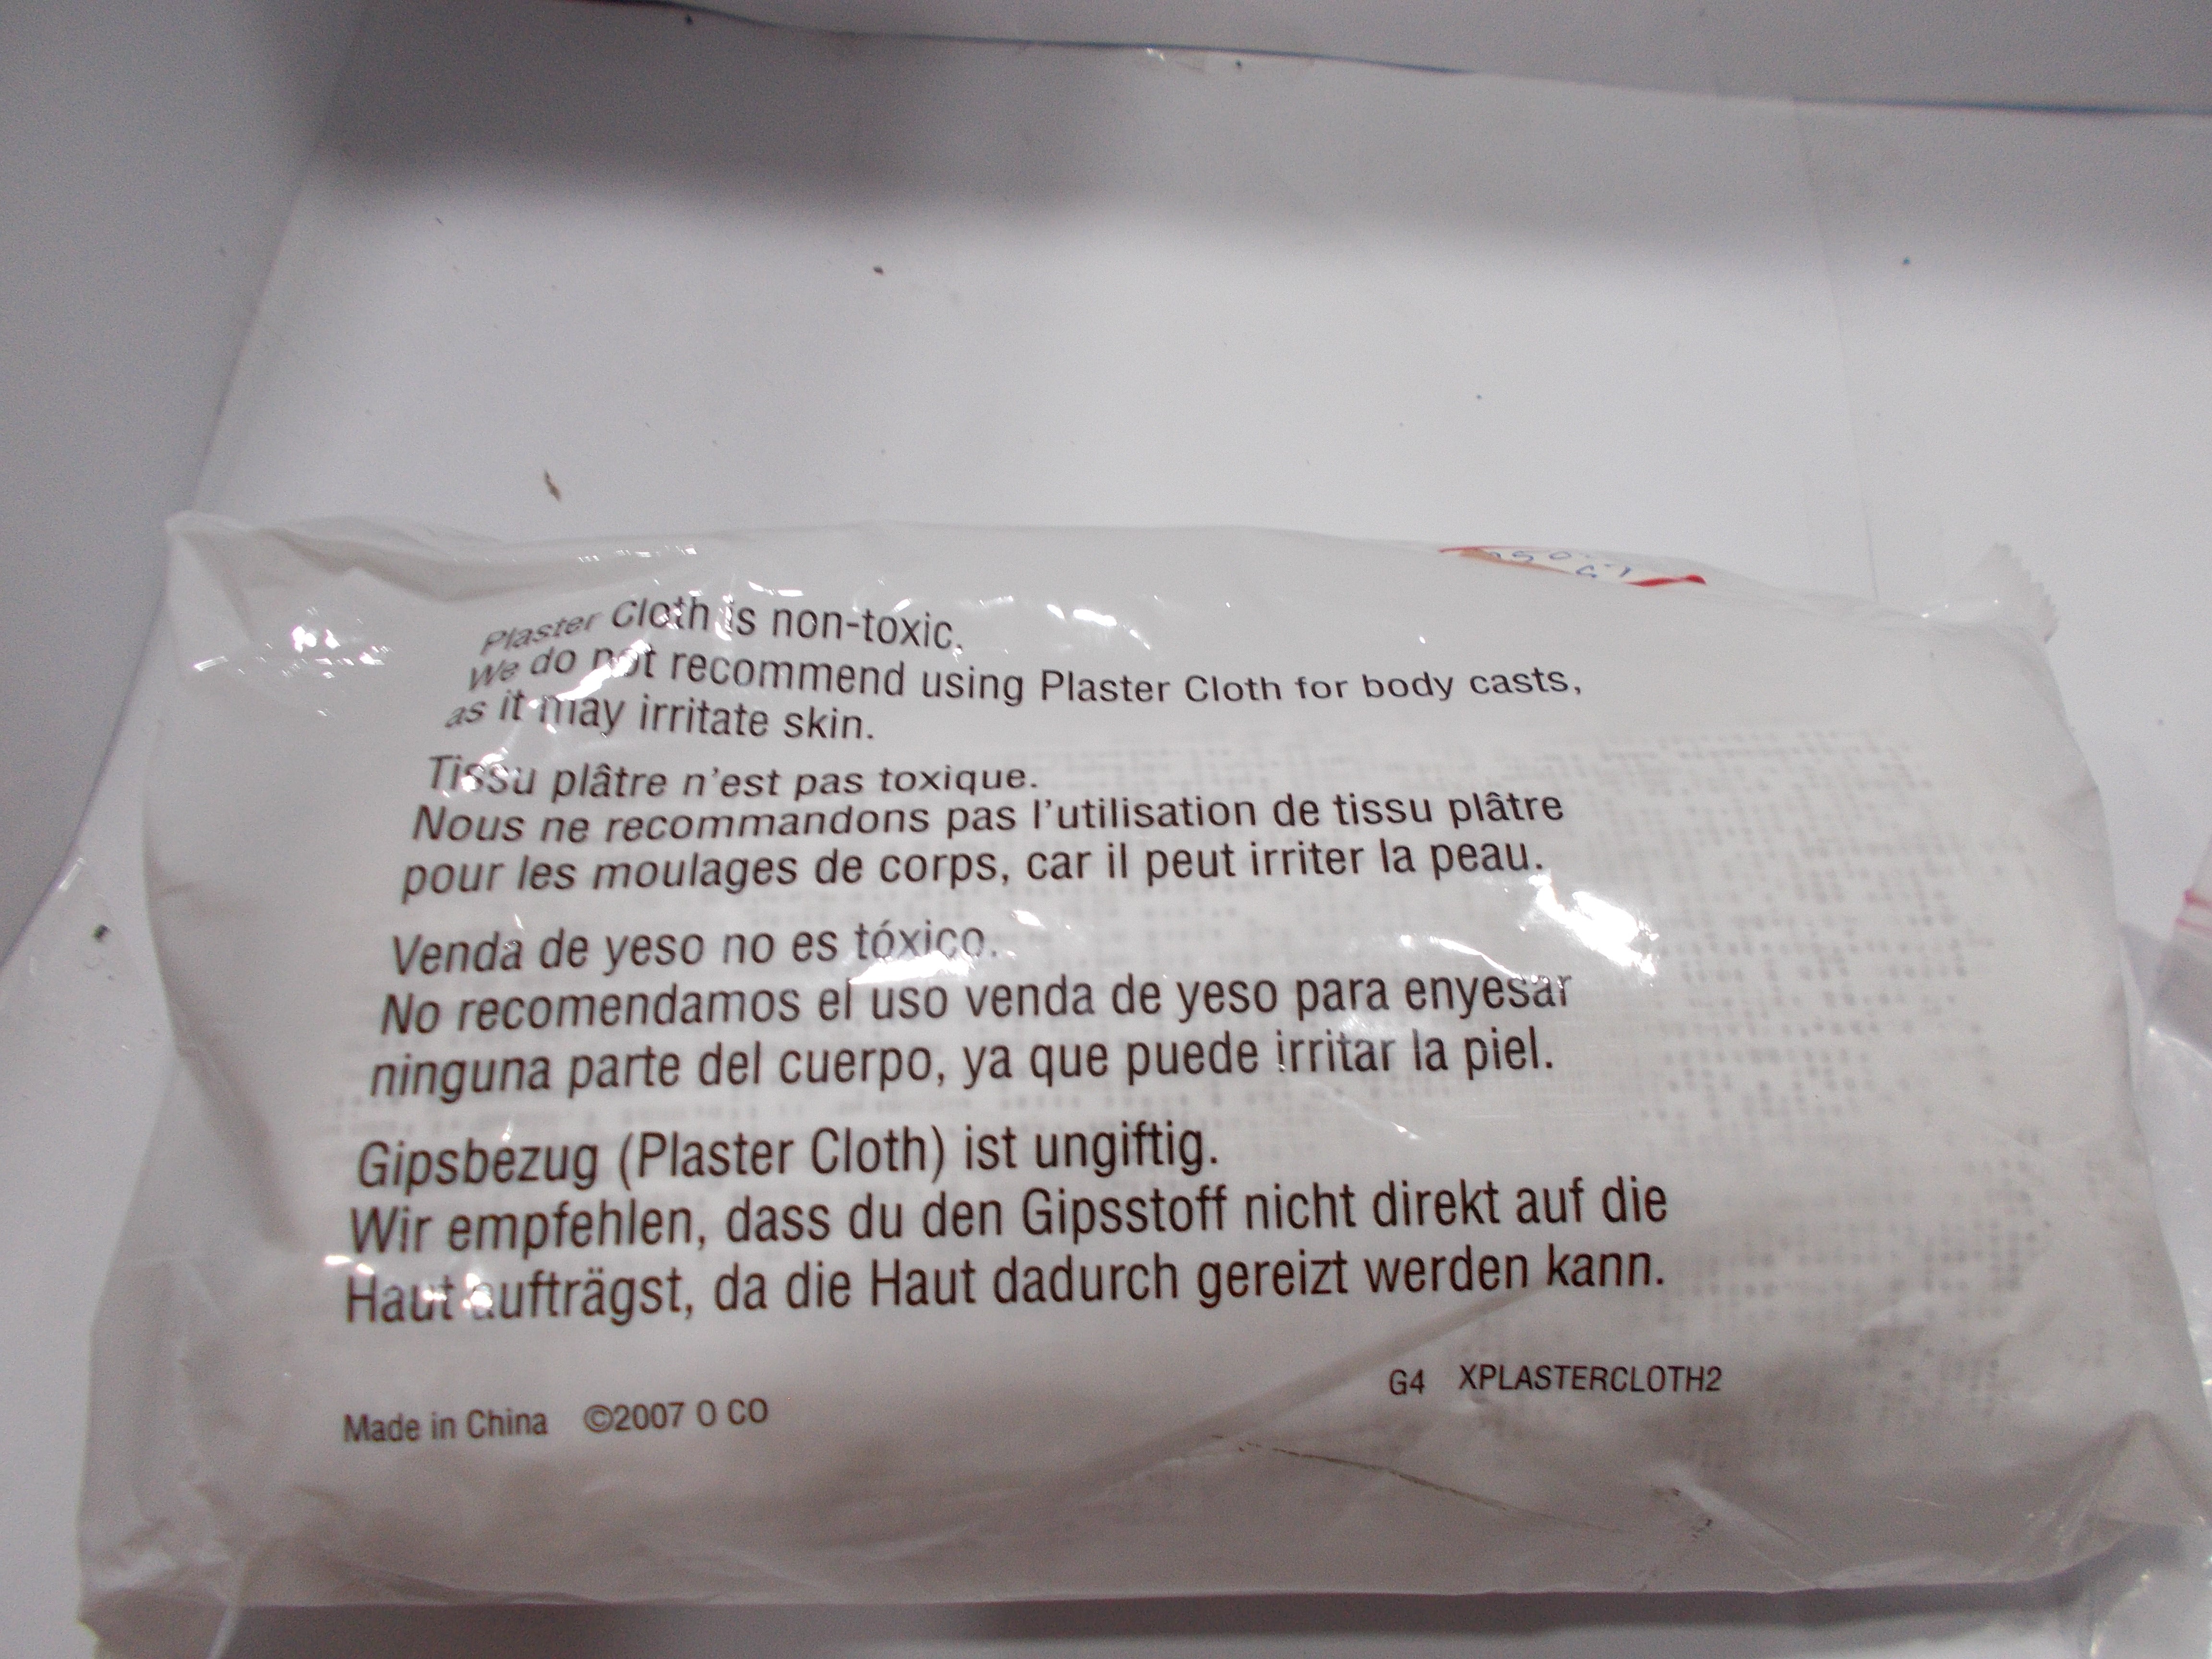 Plaster Cloth is non-toxic.
We do not recommend using Plaster Cloth for body casts,
as it may irritate skin.
Tissu plâtre n'est pas toxique.
Nous ne recommandons pas l'utilisation de tissu plâtre
pour les moulages de corps, car il peut irriter la peau.
Venda de yeso no es tóxico.
No recomendamos el uso venda de yeso para enyesar
ninguna parte del cuerpo, ya que puede irritar la piel.
Gipsbezug (Plaster Cloth) ist ungiftig.
Wir empfehlen, dass du den Gipsstoff nicht direkt auf die
Haut aufträgst, da die Haut dadurch gereizt werden kann.
G4 XPLASTERCLOTH2
Made in China ©2007 O CO